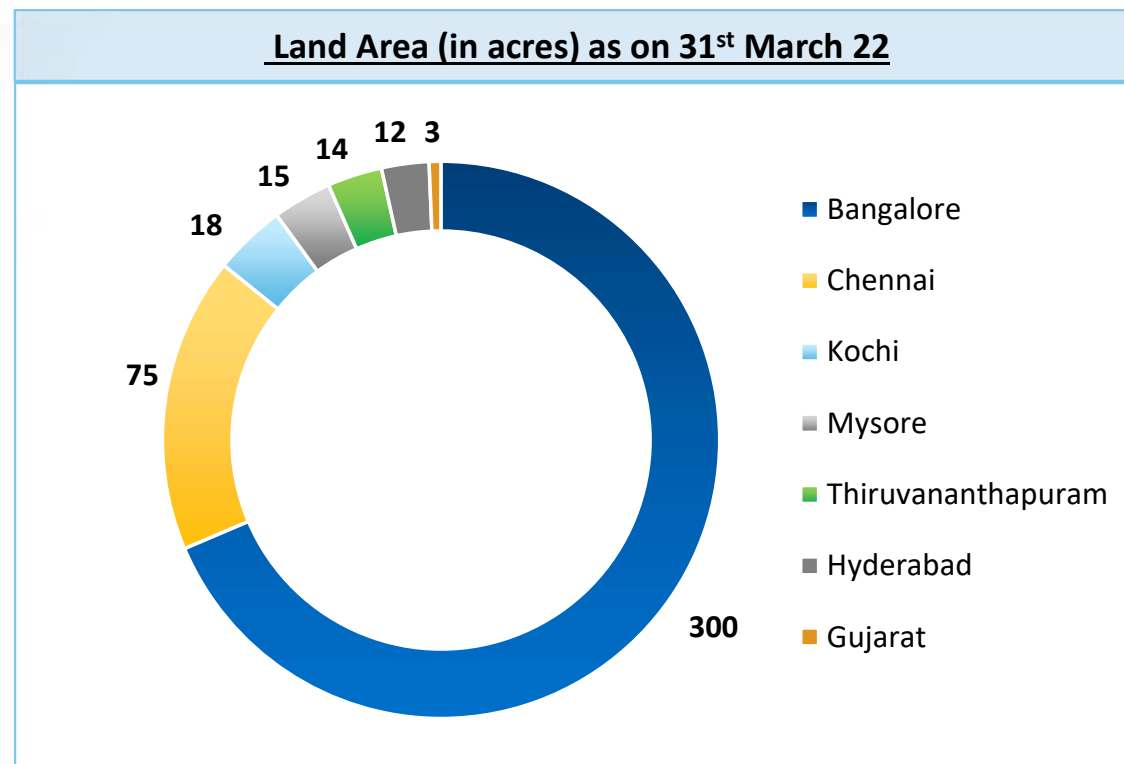 Land Area (in acres) as on 31st March 22
3
12
14
15
18
75
300
Bangalore
Chennai
Kochi
Mysore
Thiruvananthapuram
Hyderabad
Gujarat